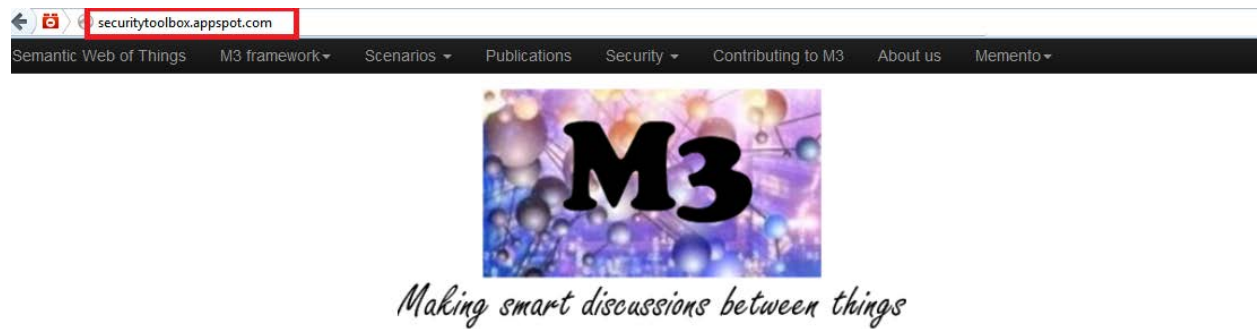 securitytoolbox.appspot.com
Semantic Web of Things M3 framework Scenarios Publications Security Contributing to M3 About us Memento
M3
Making smart discussions between things